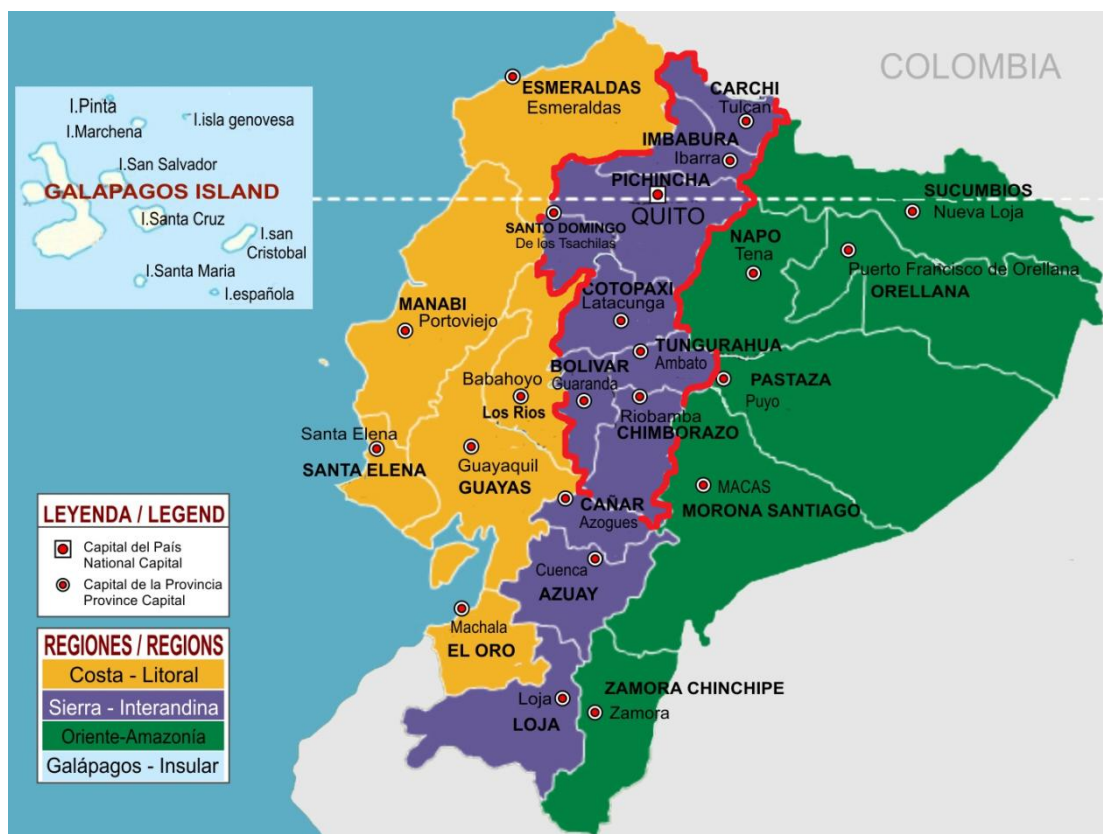 COLOMBIA
ESMERALDAS
Esmeraldas
CARCHI
Tulcan
IMBABURA
Ibarra
PICHINCHA
QUITO
SANTO DOMINGO
De los Tsachilas
SUCUMBIOS
Nueva Loja
NAPO
Tena
Puerto Francisco de Orellana
ORELLANA
I.Pinta
I.Marchena
I.isla genovesa
I.San Salvador
GALAPAGOS ISLAND
I.Santa Cruz
I.san
Cristobal
I.Santa Maria
I.española
MANABI
Portoviejo
COTOPAXI
Latacunga
TUNGURAHUA
Ambato
BOLIVAR
Guaranda
Babahoyo
Los Rios
Riobamba
CHIMBORAZO
PASTAZA
Puyo
Santa Elena
SANTA ELENA
Guayaquil
GUAYAS
MACAS
MORONA SANTIAGO
CAÑAR
Azogues
Cuenca
AZUAY
Machala
EL ORO
Loja
LOJA
ZAMORA CHINCHIPE
Zamora
LEYENDA / LEGEND
Capital del País
National Capital
Capital de la Provincia
Province Capital
REGIONES / REGIONS
Costa - Litoral
Sierra - Interandina
Oriente-Amazonía
Galápagos - Insular